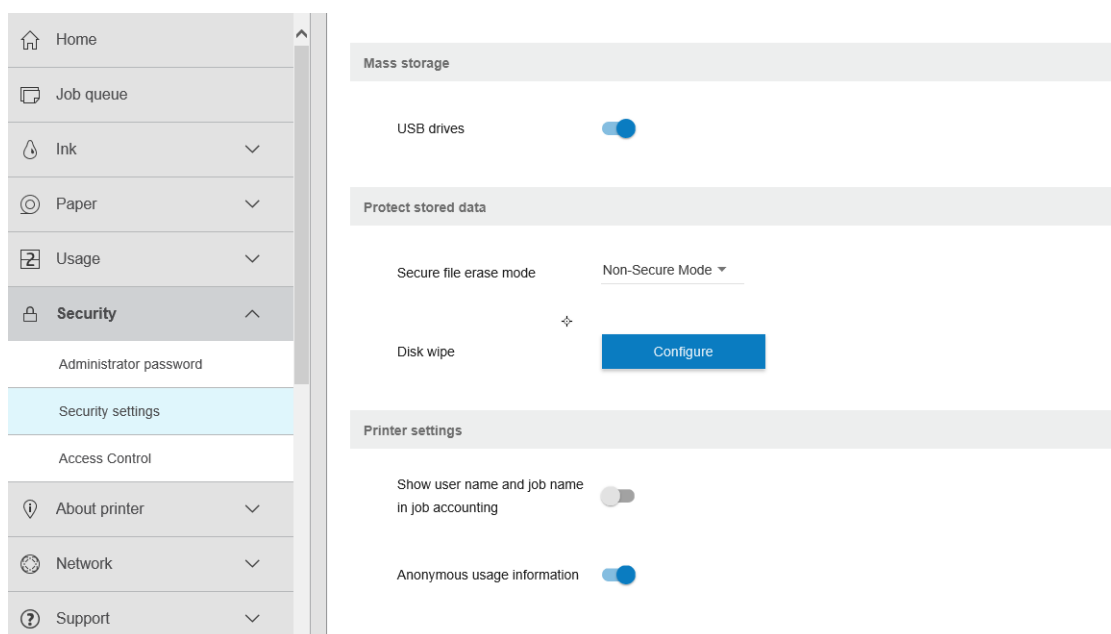 Home
Job queue
Ink
Paper
2 Usage
Security
Administrator password
Security settings
Access Control
About printer
Network
Support
Mass storage
USB drives
Protect stored data
Secure file erase mode Non-Secure Mode
Disk wipe Configure
Printer settings
Show user name and job name
in job accounting
Anonymous usage information